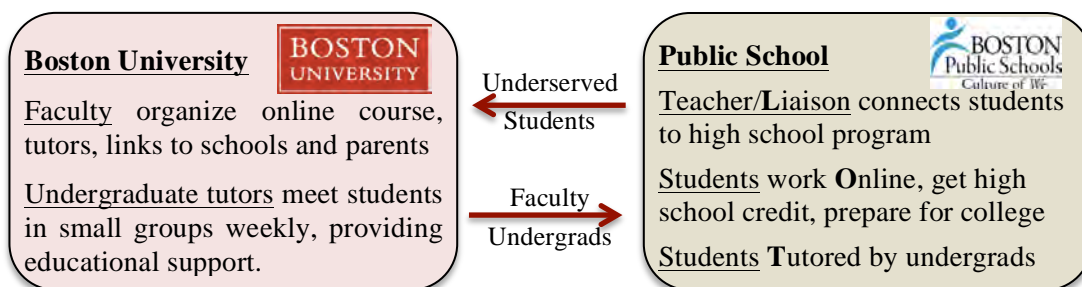 Boston University
BOSTON
UNIVERSITY
Faculty organize online course,
tutors, links to schools and parents
Undergraduate tutors meet students
in small groups weekly, providing
educational support.
Underserved
Students
Faculty
Undergrads
Public School
BOSTON
Public Schools
Culture of We
Teacher/Liaison connects students
to high school program
Students work Online, get high
school credit, prepare for college
Students Tutored by undergrads